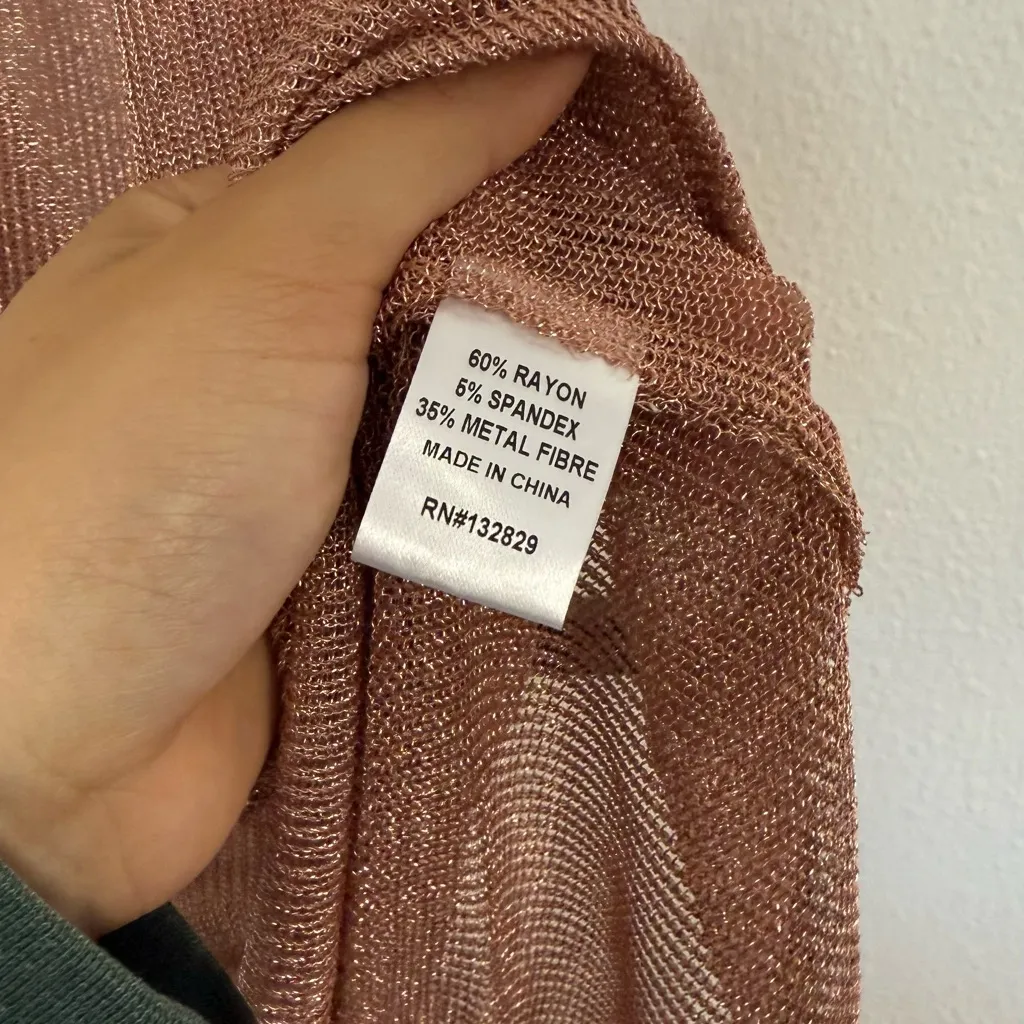 60% RAYON
5% SPANDEX
35% METAL FIBRE
MADE IN CHINA
RN#132829